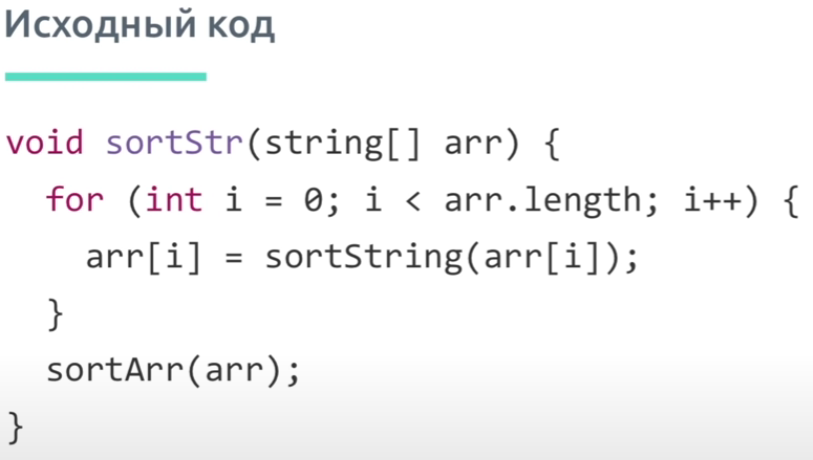 Исходный код
void sortStr(string[] arr) {
for (int i = 0; i < arr.length; i++) {
arr[i] = sortString(arr[i]);
}
sortArr(arr);
}